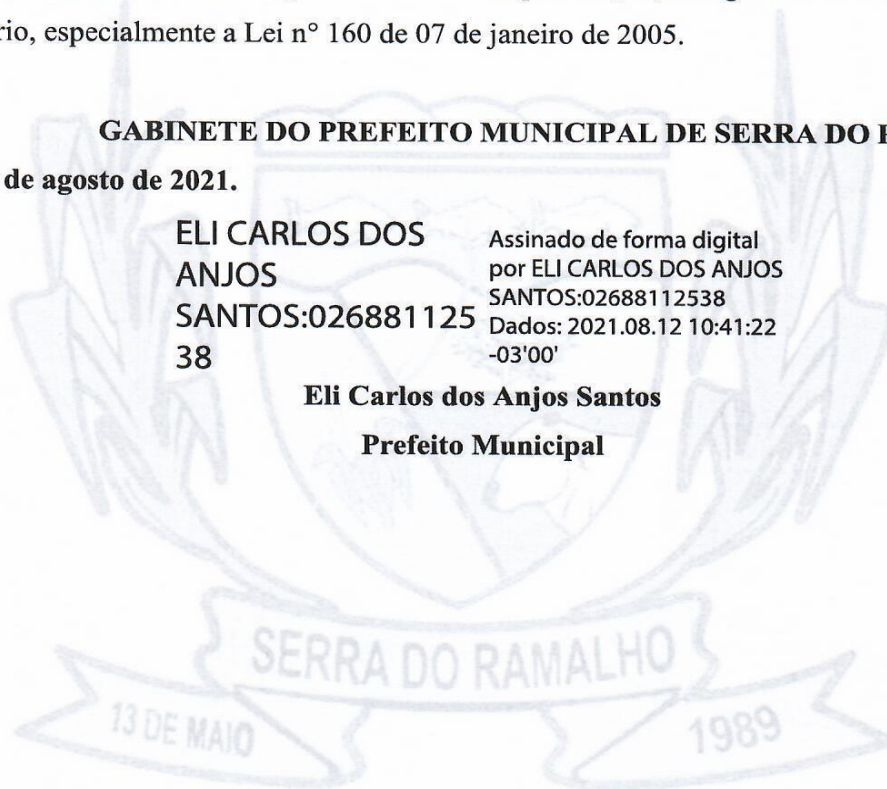 rio, especialmente a Lei n° 160 de 07 de janeiro de 2005.
GABINETE DO PREFEITO MUNICIPAL DE SERRA DO
de agosto de 2021.
ELI CARLOS DOS
ANJOS
SANTOS:026881125
38
Assinado de forma digital
por ELI CARLOS DOS ANJOS
SANTOS:02688112538
Dados: 2021.08.12 10:41:22
-03'00'
Eli Carlos dos Anjos Santos
Prefeito Municipal
SERRA DO RAMALHO
13 DE MAIO
1989